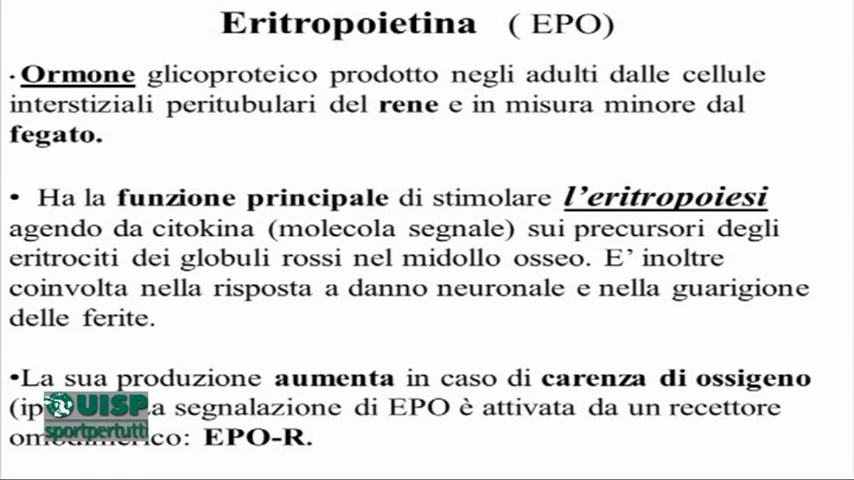 Eritropoietina ( EPO)
• Ormone glicoproteico prodotto negli adulti dalle cellule
interstiziali peritubulari del rene e in misura minore dal
fegato.
• Ha la funzione principale di stimolare l'eritropoiesi
agendo da citokina (molecola segnale) sui precursori degli
eritrociti dei globuli rossi nel midollo osseo. E' inoltre
coinvolta nella risposta a danno neuronale e nella guarigione
delle ferite.
•La sua produzione aumenta in caso di carenza di ossigeno
segnalazione di EPO è attivata da un recettore
EPO-R.
UISP
sportpertutti